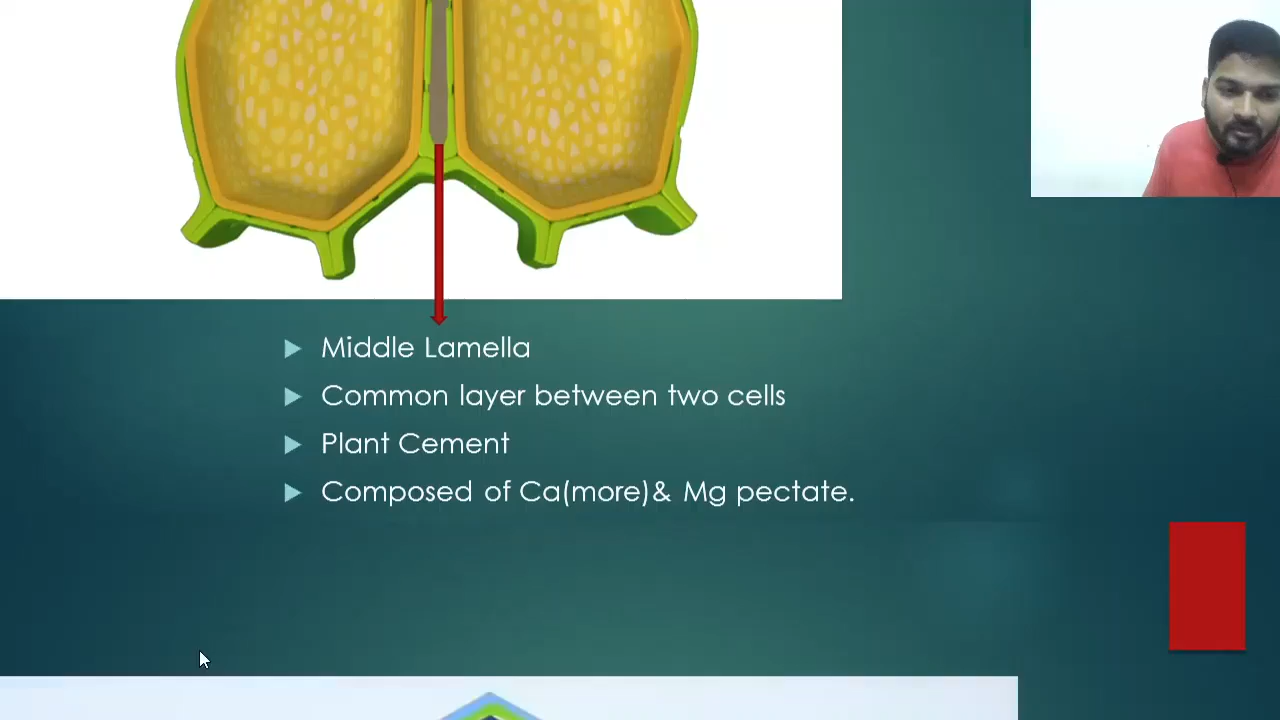 Middle Lamella
Common layer between two cells
Plant Cement
Composed of Ca(more)& Mg pectate.